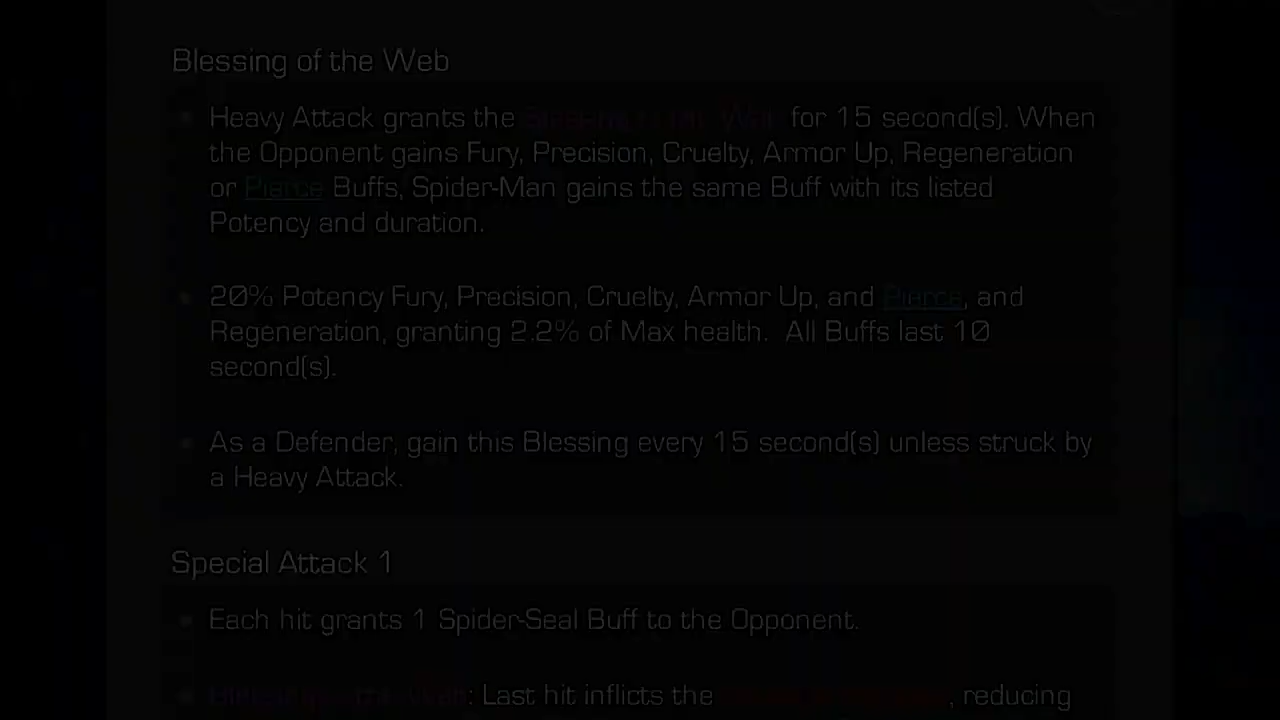 Blessing of the Web
Heavy Attack grants the for 15 second(s). When
the Opponent gains Fury, Precision, Cruelty, Armor Up, Regeneration
or Pierce Buffs, Spider-Man gains the same Buff with its listed
Potency and duration.
20% Potency Fury, Precision, Cruelty, Armor Up, and Pierce, and
Regeneration, granting 2.2% of Max health. All Buffs last 10
second(s).
As a Defender, gain this Blessing every 15 second(s) unless struck by
a Heavy Attack.
Special Attack 1
Each hit grants 1 Spider-Seal Buff to the Opponent.
: Last hit inflicts the , reducing